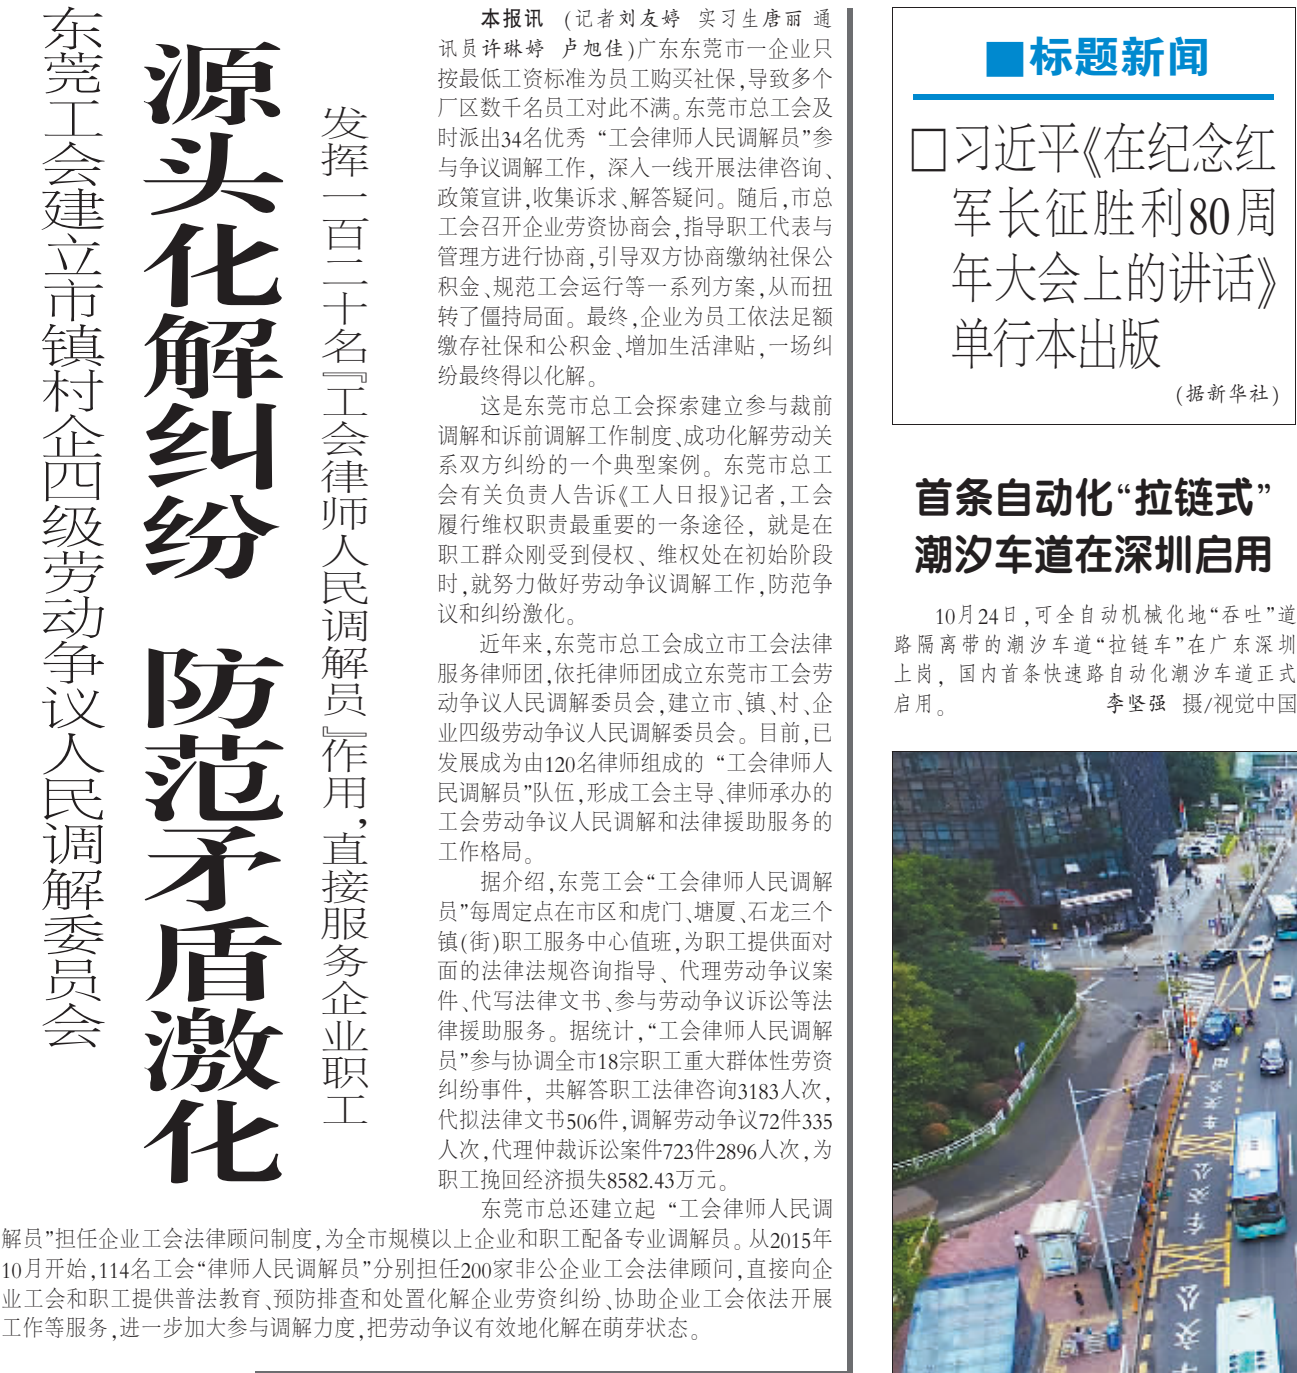 东莞工会建立市镇村企四级劳动争议人民调解委员会
源头化解纠纷 防范矛盾激化
发挥一百二十名『工会律师人民调解员』作用，直接服务企业职工
本报讯 （记者刘友婷 实习生唐丽 通
讯员许琳婷 卢旭佳）广东东莞市一企业只
按最低工资标准为员工购买社保，导致多个
厂区数千名员工对此不满。东莞市总工会及
时派出34名优秀“工会律师人民调解员”参
与争议调解工作，深入一线开展法律咨询、
政策宣讲，收集诉求、解答疑问。随后，市总
工会召开企业劳资协商会，指导职工代表与
管理方进行协商，引导双方协商缴纳社保公
积金、规范工会运行等一系列方案，从而扭
转了僵持局面。最终，企业为员工依法足额
缴存社保和公积金、增加生活津贴，一场纠
纷最终得以化解。
这是东莞市总工会探索建立参与裁前
调解和诉前调解工作制度、成功化解劳动关
系双方纠纷的一个典型案例。东莞市总工
会有关负责人告诉《工人日报》记者，工会
履行维权职责最重要的一条途径，就是在
职工群众刚受到侵权、维权处在初始阶段
时，就努力做好劳动争议调解工作，防范争
议和纠纷激化。
近年来，东莞市总工会成立市工会法律
服务律师团，依托律师团成立东莞市工会劳
动争议人民调解委员会，建立市、镇、村、企
业四级劳动争议人民调解委员会。目前，已
发展成为由120名律师组成的“工会律师人
民调解员”队伍，形成工会主导、律师承办的
工会劳动争议人民调解和法律援助服务的
工作格局。
据介绍，东莞工会“工会律师人民调解
员”每周定点在市区和虎门、塘厦、石龙三个
镇（街）职工服务中心值班，为职工提供面对
面的法律法规咨询指导、代理劳动争议案
件、代写法律文书、参与劳动争议诉讼等法
律援助服务。据统计，“工会律师人民调解
员”参与协调全市18宗职工重大群体性劳资
纠纷事件，共解答职工法律咨询3183人次，
代拟法律文书506件，调解劳动争议72件335
人次，代理仲裁诉讼案件723件2896人次，为
职工挽回经济损失8582.43万元。
东莞市总还建立起“工会律师人民调
解员”担任企业工会法律顾问制度，为全市规模以上企业和职工配备专业调解员。从2015年
10月开始，114名工会“律师人民调解员”分别担任200家非公企业工会法律顾问，直接向企
业工会和职工提供普法教育、预防排查和处置化解企业劳资纠纷、协助企业工会依法开展
工作等服务，进一步加大参与调解力度，把劳动争议有效地化解在萌芽状态。
■标题新闻
□习近平《在纪念红
军长征胜利80周
年大会上的讲话》
单行本出版
（据新华社）
首条自动化“拉链式”
潮汐车道在深圳启用
10月24日，可全自动机械化地“吞吐”道
路隔离带的潮汐车道“拉链车”在广东深圳
上岗，国内首条快速路自动化潮汐车道正式
启用。 李坚强 摄/视觉中国